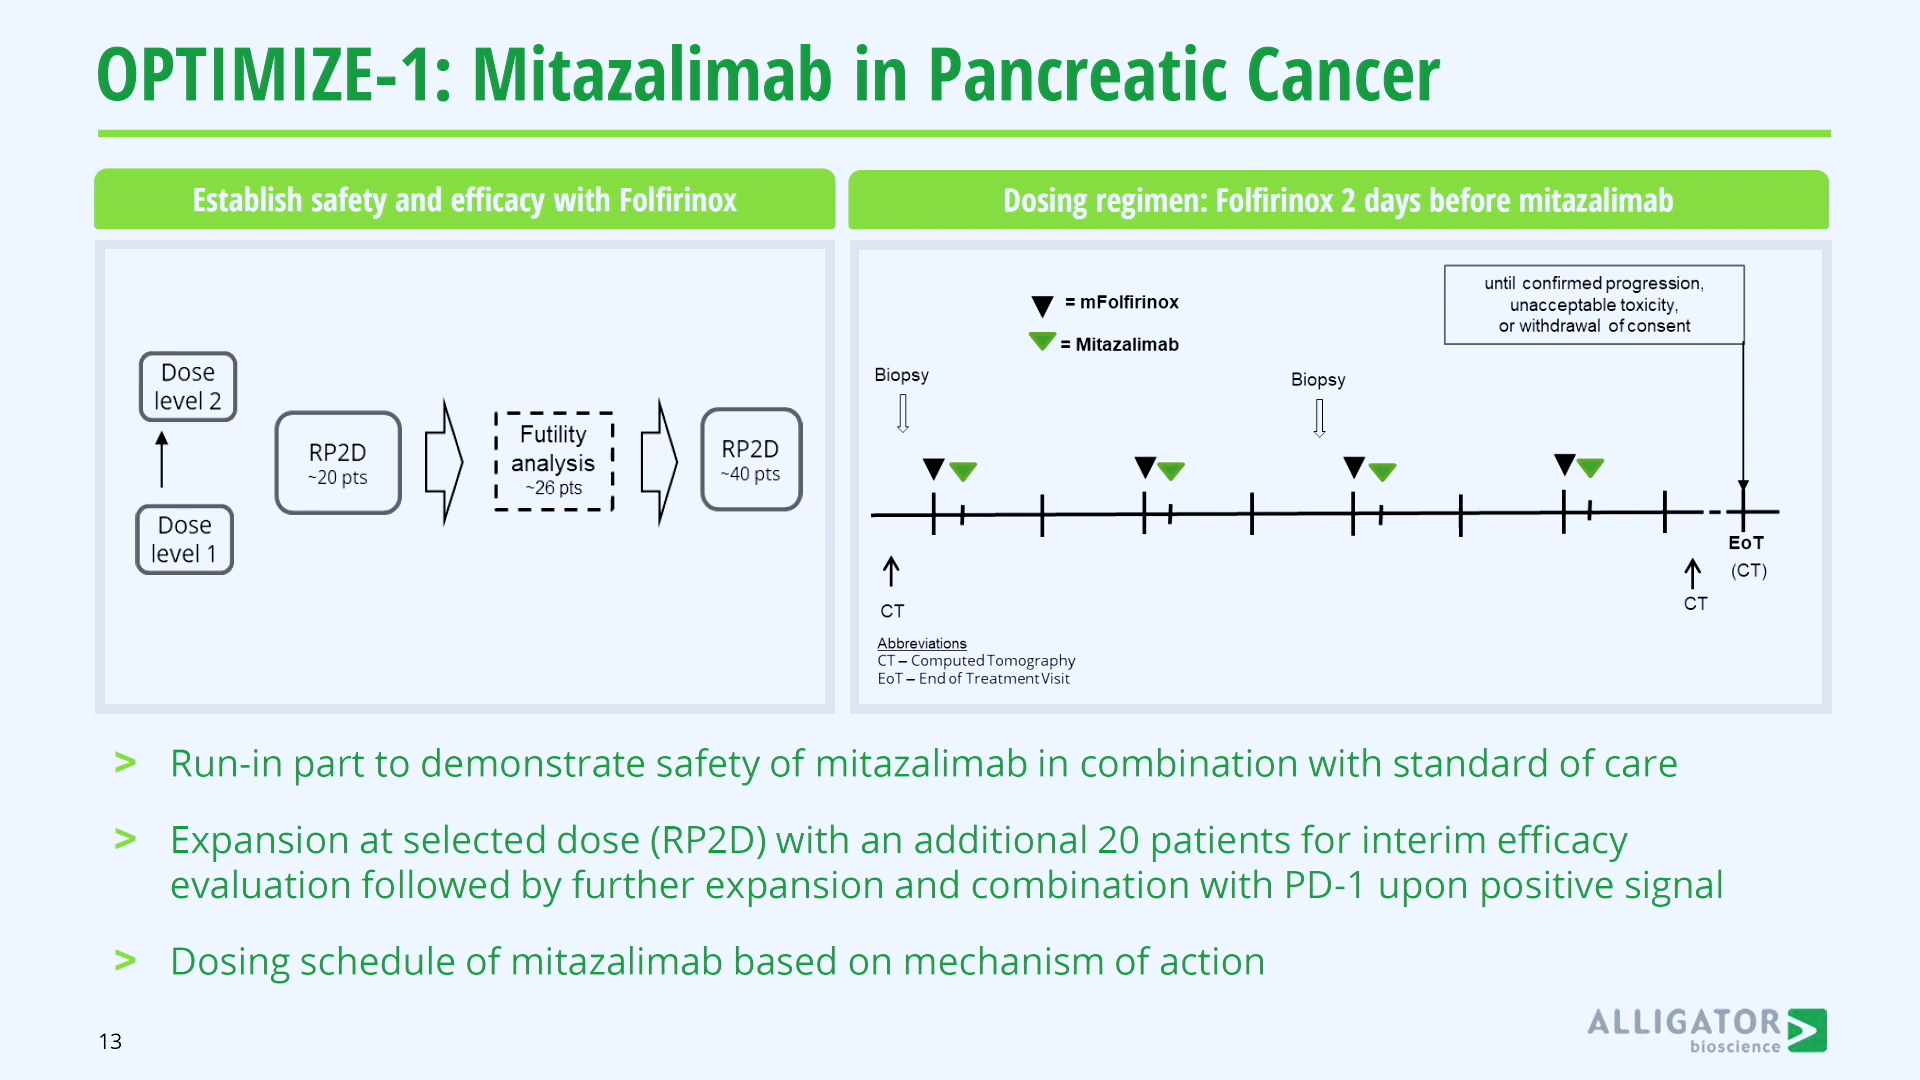 OPTIMIZE-1: Mitazalimab in Pancreatic Cancer
Establish safety and efficacy with Folfirinox
Dose
level 2
Dose
level 1
RP2D
~20 pts
Futility
analysis
~26 pts
RP2D
~40 pts
Dosing regimen: Folfirinox 2 days before mitazalimab
= mFolfirinox
= Mitazalimab
until confirmed progression,
unacceptable toxicity,
or withdrawal of consent
Biopsy
Biopsy
EoT
(CT)
CT
CT
Abbreviations
CT – Computed Tomography
EoT – End of Treatment Visit
> Run-in part to demonstrate safety of mitazalimab in combination with standard of care
> Expansion at selected dose (RP2D) with an additional 20 patients for interim efficacy
evaluation followed by further expansion and combination with PD-1 upon positive signal
> Dosing schedule of mitazalimab based on mechanism of action
13
ALLIGATOR
bioscience